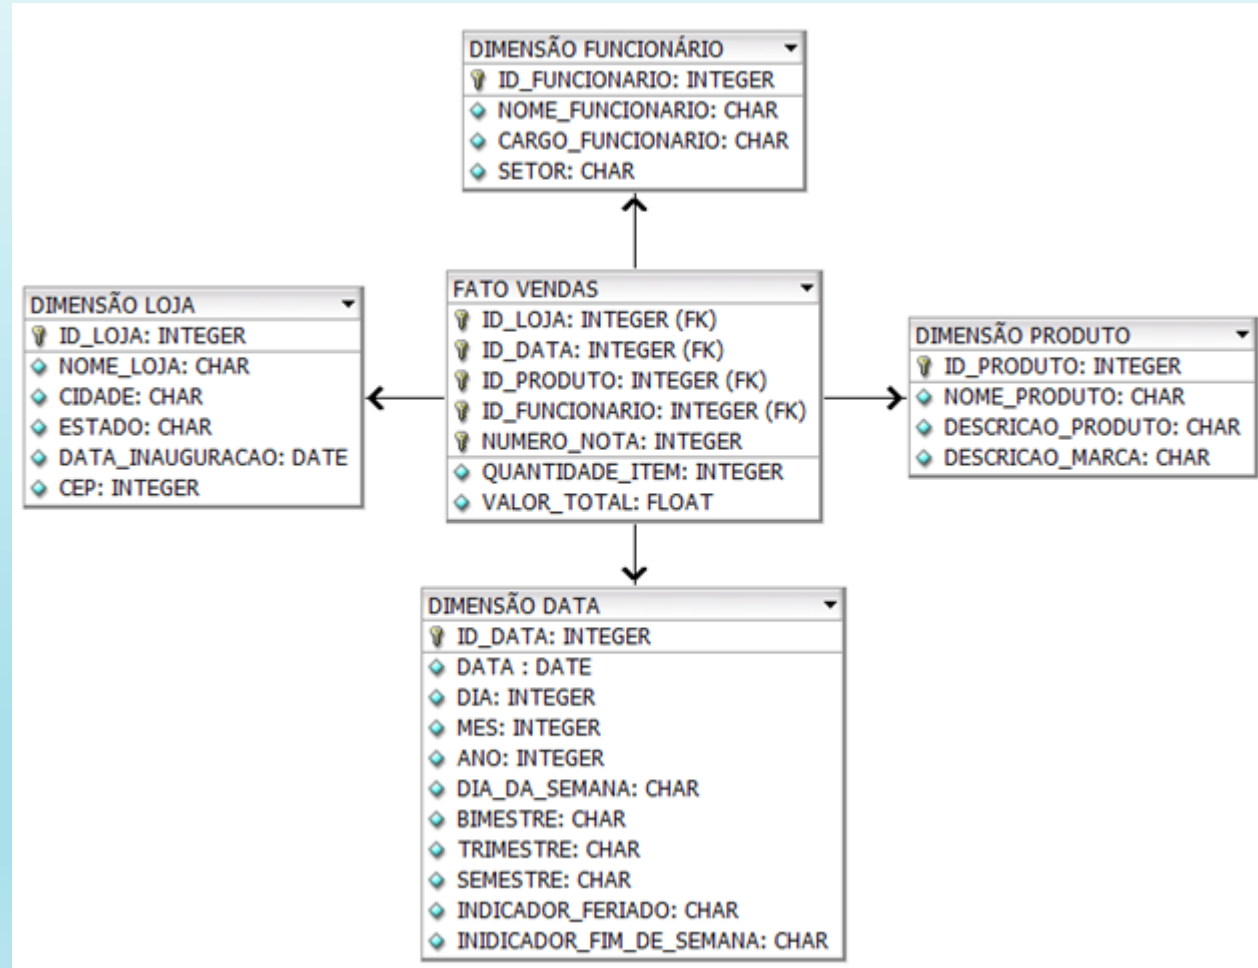 DIMENSÃO FUNCIONÁRIO
ID_FUNCIONARIO: INTEGER
NOME_FUNCIONARIO: CHAR
CARGO_FUNCIONARIO: CHAR
SETOR: CHAR
DIMENSÃO LOJA
ID_LOJA: INTEGER
NOME_LOJA: CHAR
CIDADE: CHAR
ESTADO: CHAR
DATA_INAUGURACAO: DATE
CEP: INTEGER
FATO VENDAS
ID_LOJA: INTEGER (FK)
ID_DATA: INTEGER (FK)
ID_PRODUTO: INTEGER (FK)
ID_FUNCIONARIO: INTEGER (FK)
NUMERO_NOTA: INTEGER
QUANTIDADE_ITEM: INTEGER
VALOR_TOTAL: FLOAT
DIMENSÃO PRODUTO
ID_PRODUTO: INTEGER
NOME_PRODUTO: CHAR
DESCRICAO_PRODUTO: CHAR
DESCRICAO_MARCA: CHAR
DIMENSÃO DATA
ID_DATA: INTEGER
DATA : DATE
DIA: INTEGER
MES: INTEGER
ANO: INTEGER
DIA_DA_SEMANA: CHAR
BIMESTRE: CHAR
TRIMESTRE: CHAR
SEMESTRE: CHAR
INDICADOR_FERIADO: CHAR
INIDICADOR_FIM_DE_SEMANA: CHAR